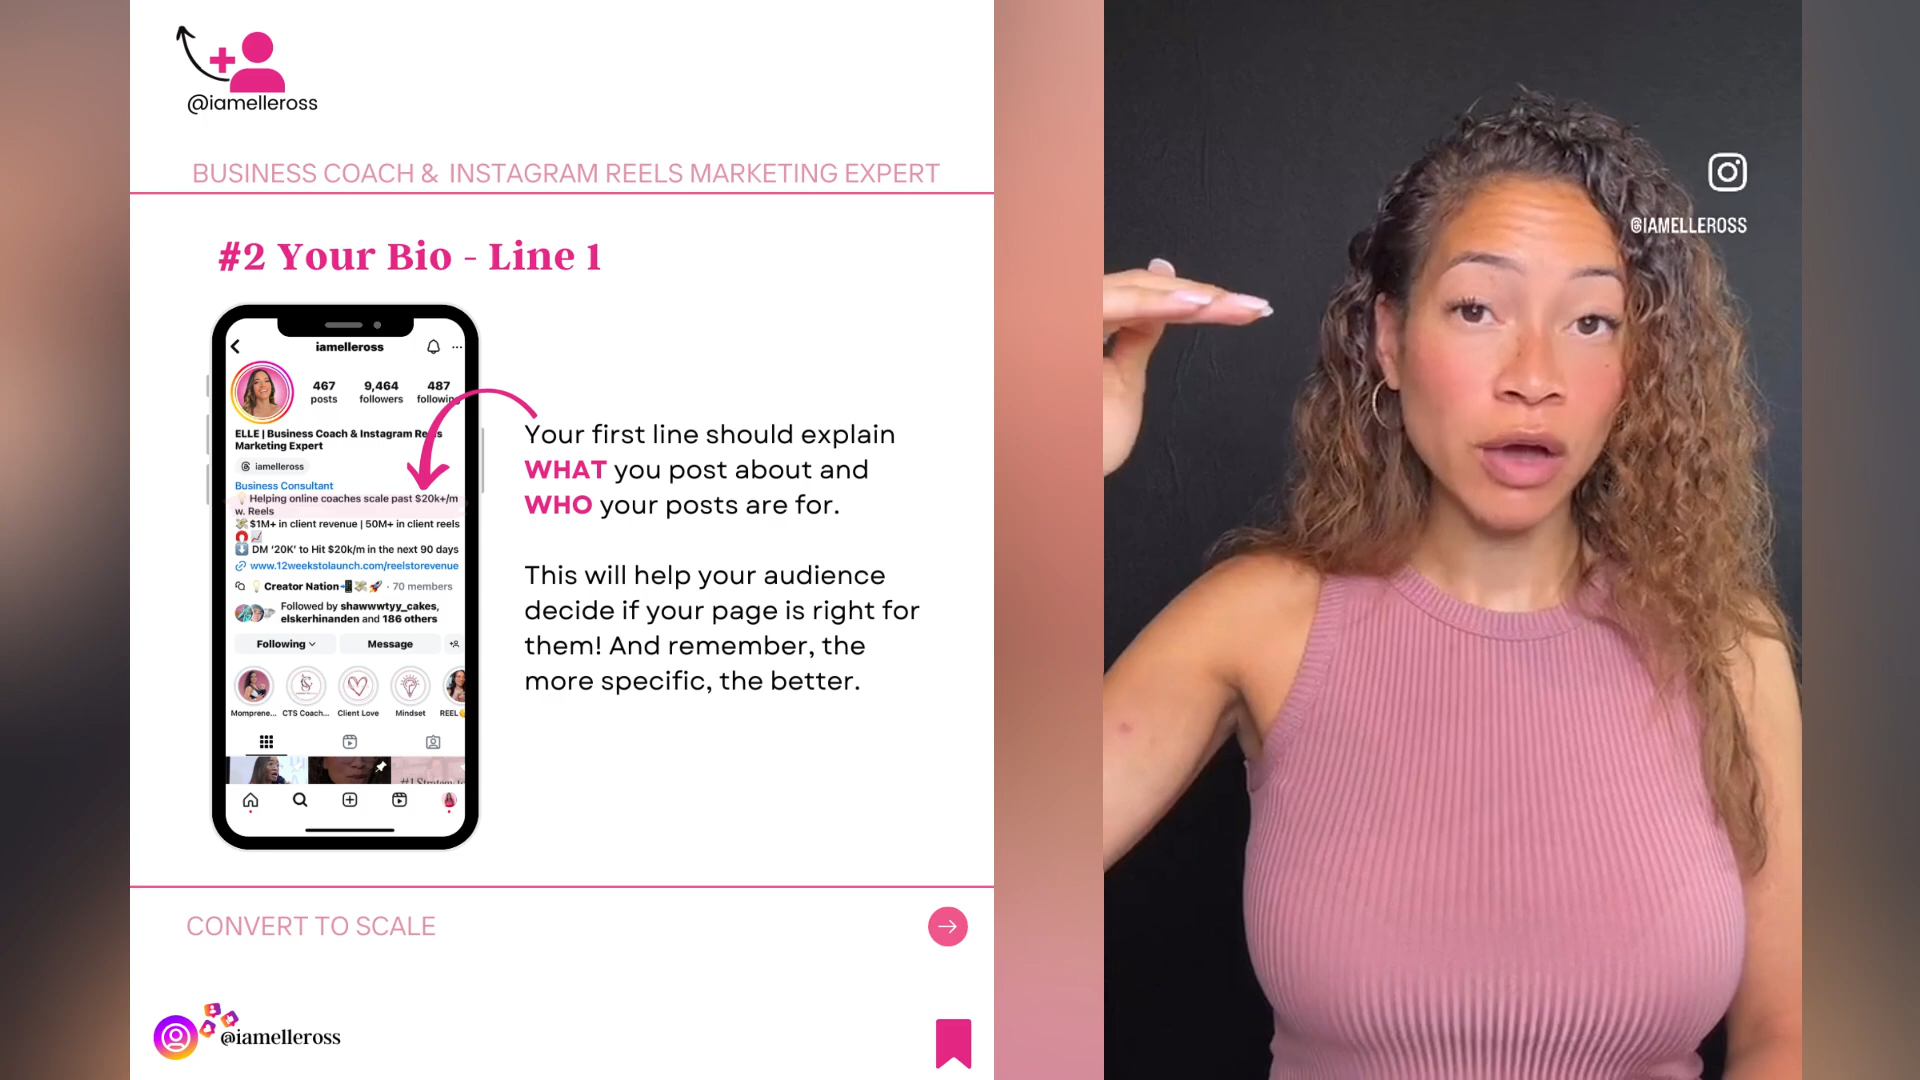 @iamelleross
BUSINESS COACH & INSTAGRAM REELS MARKETING EXPERT
#2 Your Bio - Line 1
iamelleross
467 posts
9,464 followers
487 following
ELLE | Business Coach & Instagram Reels
Marketing Expert
iamelleross
Business Consultant
💡 Helping online coaches scale past $20k+/m
w. Reels
💸 $1M+ in client revenue | 50M+ in client reels
🧲 📈
⬇️ DM ‘20K’ to Hit $20k/m in the next 90 days
www.12weekstolaunch.com/reelstorevenue
💡 Creator Nation📲💸🚀 · 70 members
Followed by shawwwtyy_cakes,
elskerhinanden and 186 others
Following
Message
Momprene...
CTS Coach...
Client Love
Mindset
REEL
Your first line should explain
WHAT you post about and
WHO your posts are for.
This will help your audience
decide if your page is right for
them! And remember, the
more specific, the better.
CONVERT TO SCALE
@iamelleross
@IAMELLEROSS